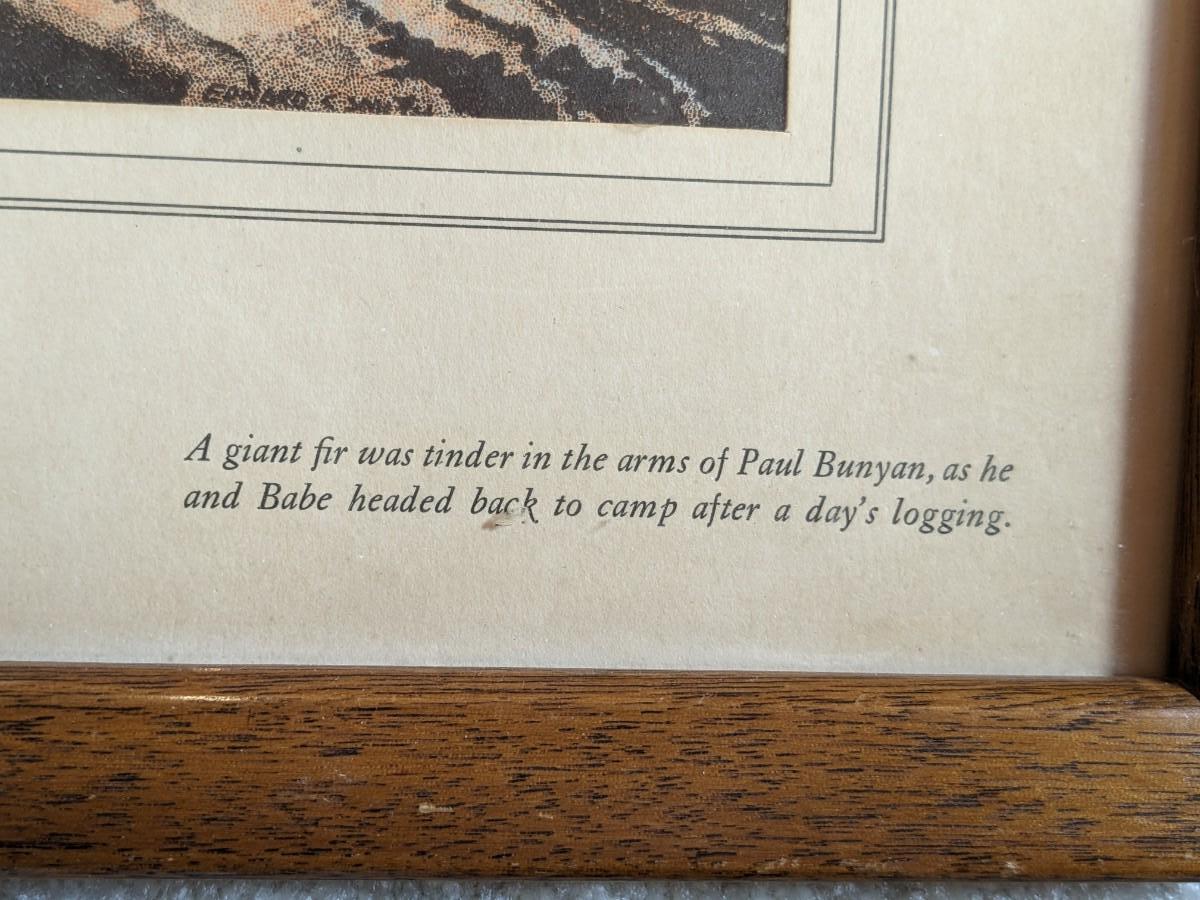 A giant fir was tinder in the arms of Paul Bunyan, as he
and Babe headed back to camp after a day's logging.